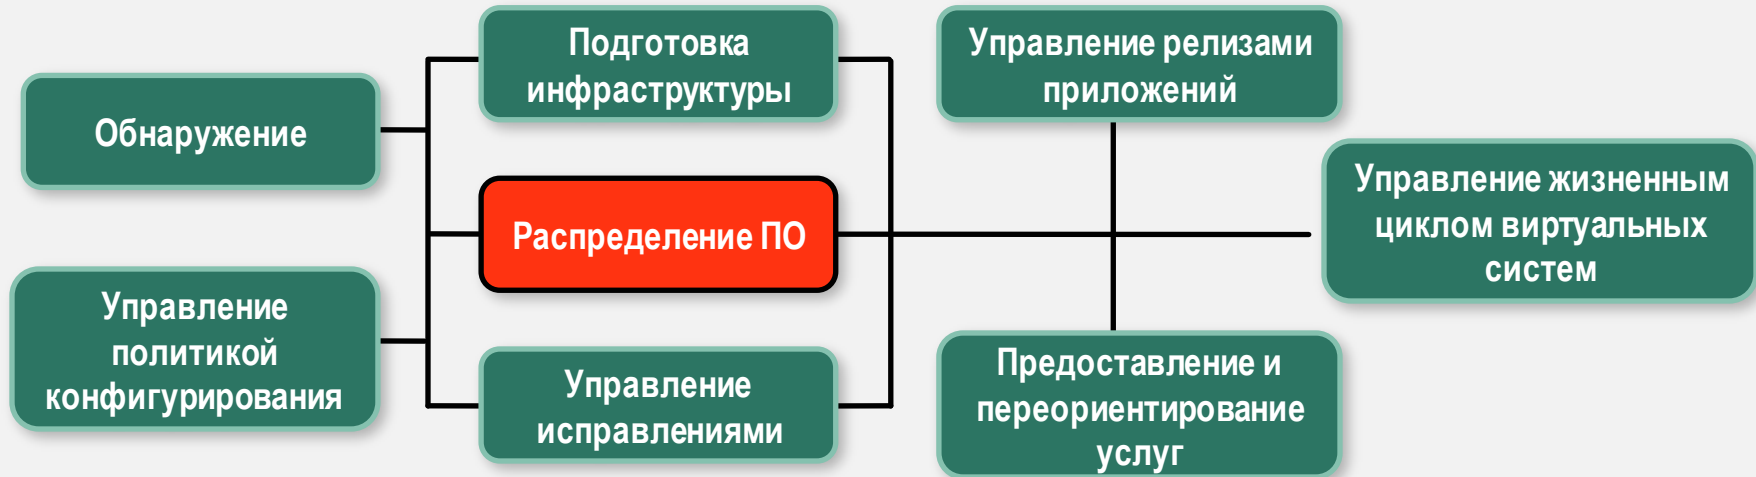 Обнаружение
Управление
политикой
конфигурирования
Подготовка
инфраструктуры
Распределение ПО
Управление
исправлениями
Управление релизами
приложений
Предоставление и
переориентирование
услуг
Управление жизненным
циклом виртуальных
систем